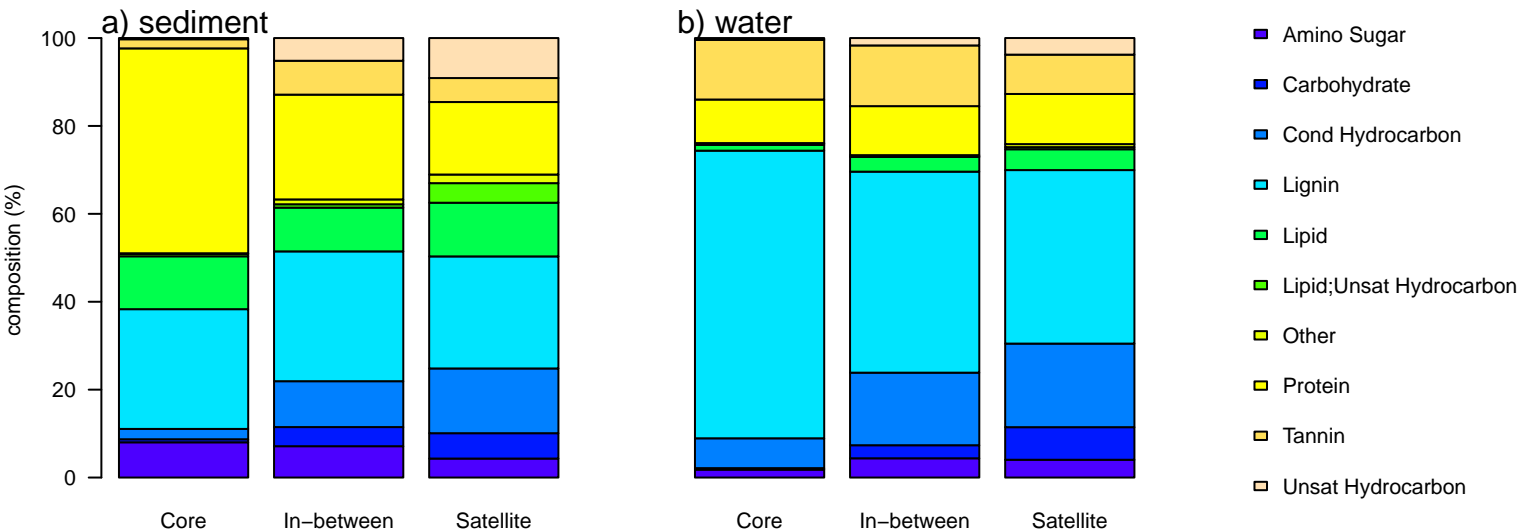 a) sediment
b) water
composition (%)
100
80
60
40
20
0
Core
In−between
Satellite
Core
In−between
Satellite
Amino Sugar
Carbohydrate
Cond Hydrocarbon
Lignin
Lipid
Lipid;Unsat Hydrocarbon
Other
Protein
Tannin
Unsat Hydrocarbon